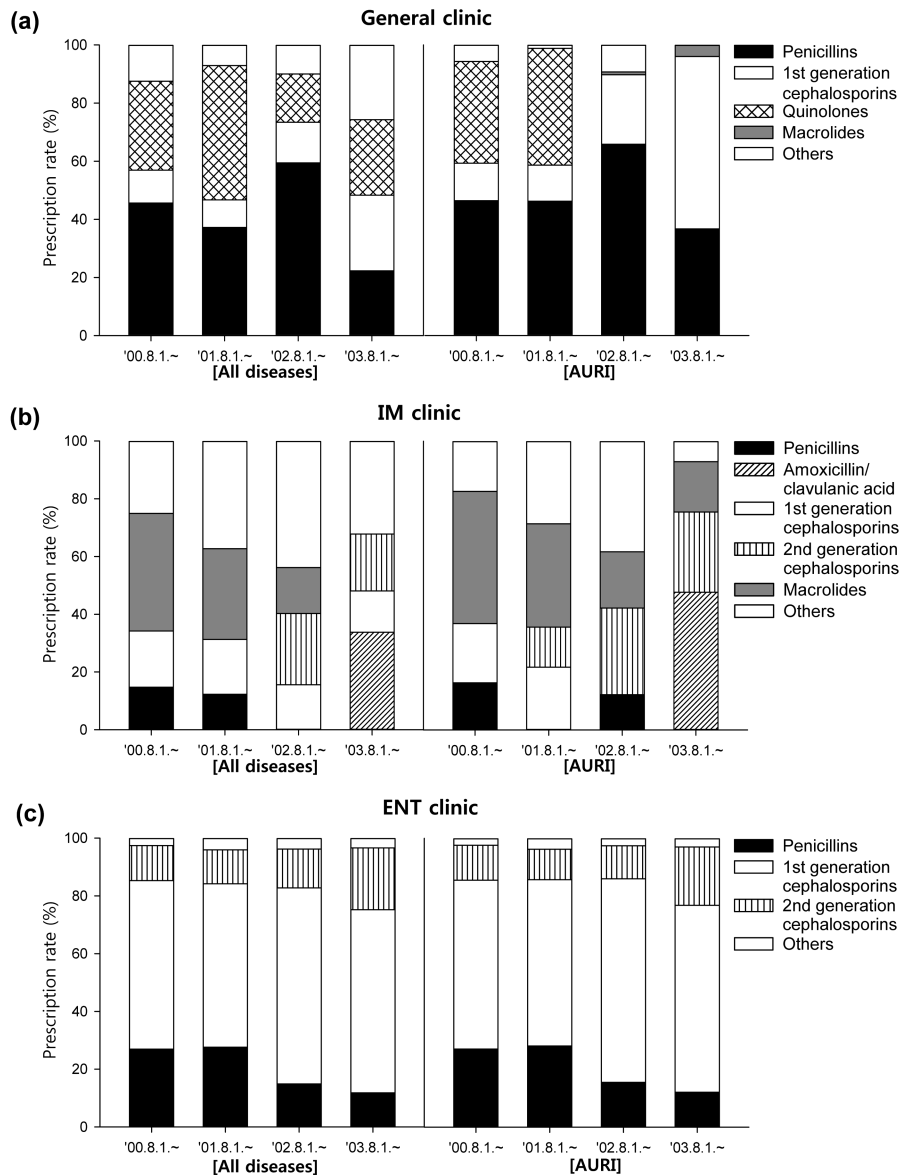 (a)
General clinic
Prescription rate (%)
100
80
60
40
20
0
'00.8.1.~ '01.8.1.~ '02.8.1.~ '03.8.1.~ '00.8.1.~ '01.8.1.~ '02.8.1.~ '03.8.1.~
[All diseases] [AURI]
Penicillins
1st generation
cephalosporins
Quinolones
Macrolides
Others
(b)
IM clinic
Prescription rate (%)
100
80
60
40
20
0
'00.8.1.~ '01.8.1.~ '02.8.1.~ '03.8.1.~ '00.8.1.~ '01.8.1.~ '02.8.1.~ '03.8.1.~
[All diseases] [AURI]
Penicillins
Amoxicillin/
clavulanic acid
1st generation
cephalosporins
2nd generation
cephalosporins
Macrolides
Others
(c)
ENT clinic
Prescription rate (%)
100
80
60
40
20
0
'00.8.1.~ '01.8.1.~ '02.8.1.~ '03.8.1.~ '00.8.1.~ '01.8.1.~ '02.8.1.~ '03.8.1.~
[All diseases] [AURI]
Penicillins
1st generation
cephalosporins
2nd generation
cephalosporins
Others